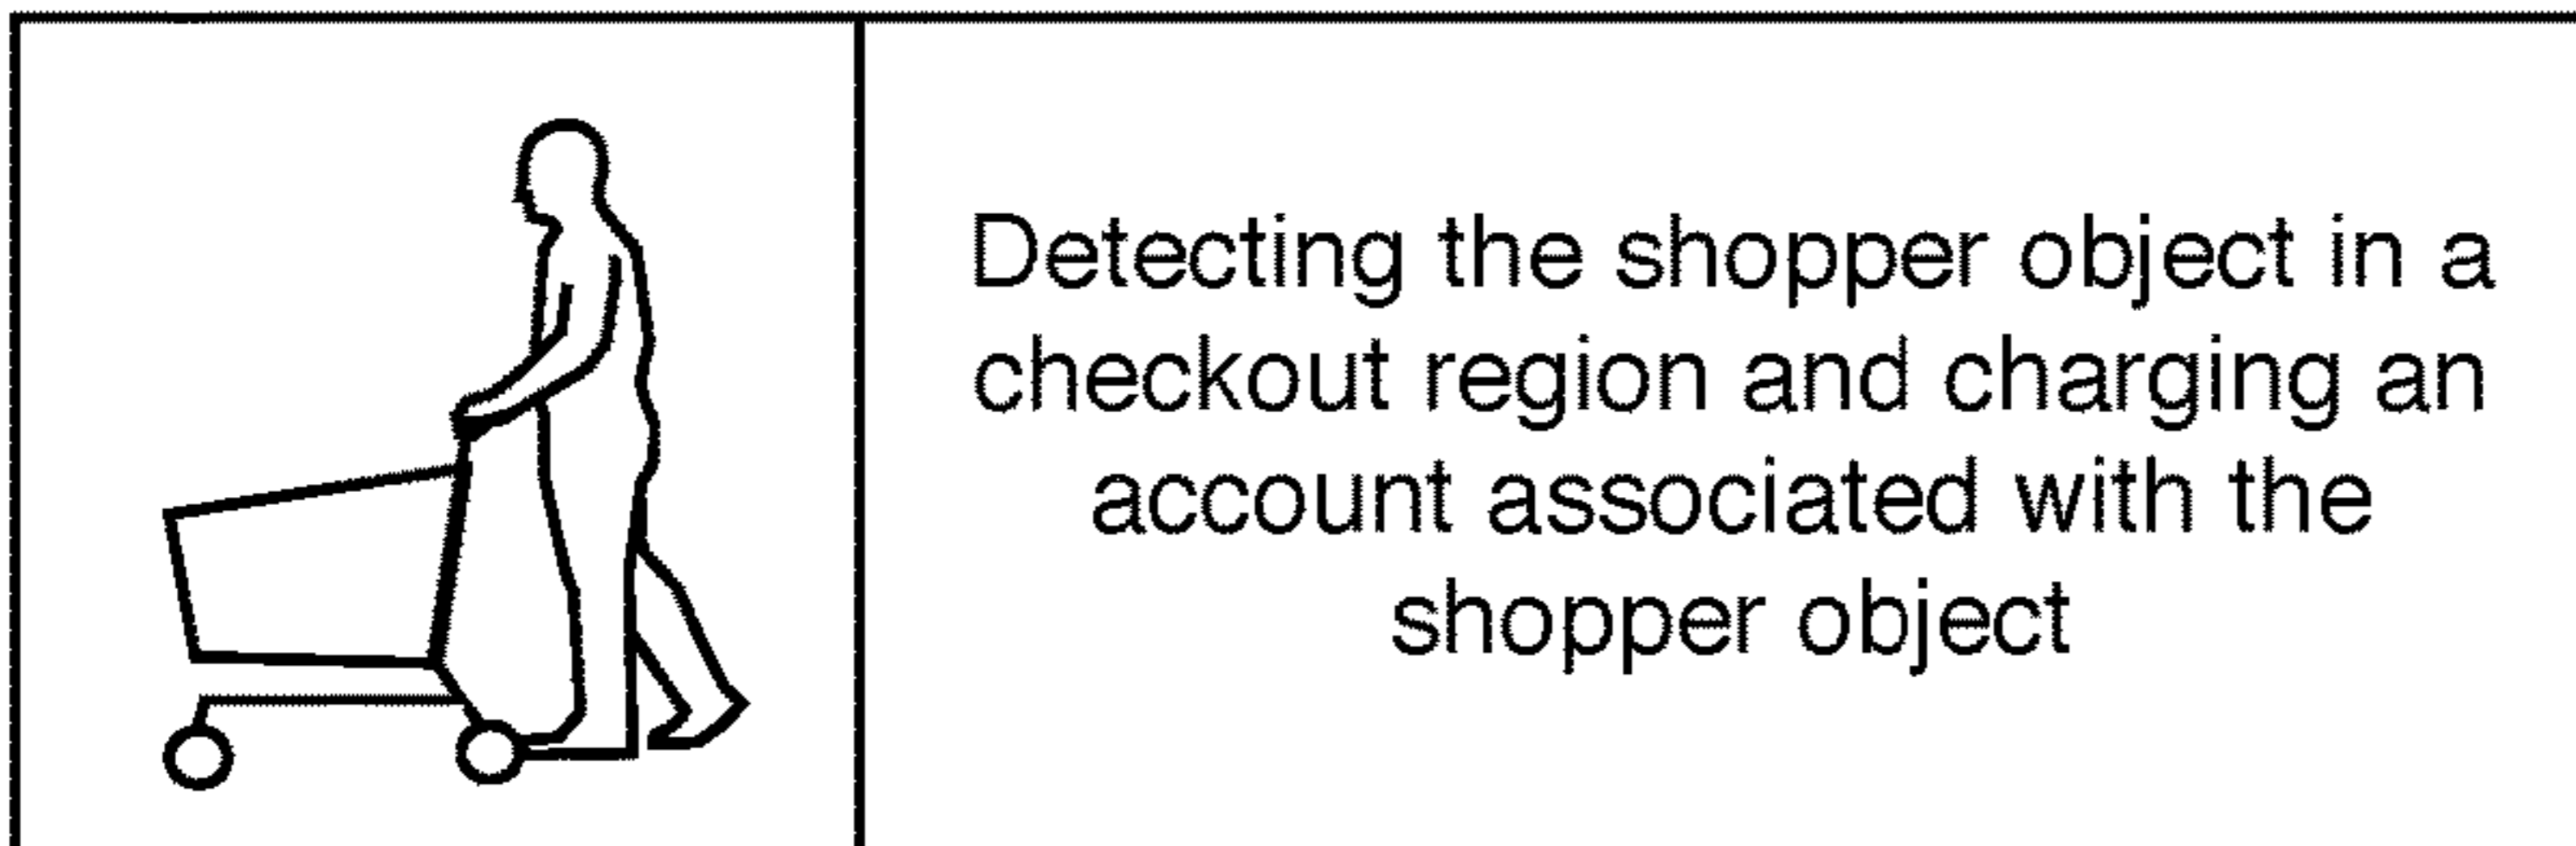 Detecting the shopper object in a
checkout region and charging an
account associated with the
shopper object